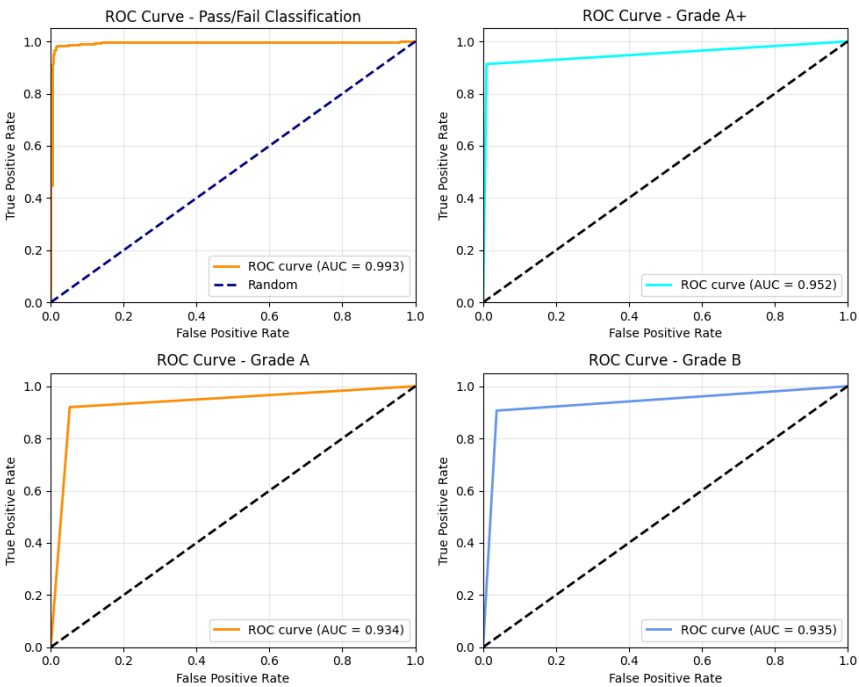 ROC Curve - Pass/Fail Classification
1.0
0.8
0.6
0.4
0.2
0.0
True Positive Rate
ROC curve (AUC = 0.993)
Random
0.0 0.2 0.4 0.6 0.8 1.0
False Positive Rate
ROC Curve - Grade A+
1.0
0.8
0.6
0.4
0.2
0.0
True Positive Rate
ROC curve (AUC = 0.952)
0.0 0.2 0.4 0.6 0.8 1.0
False Positive Rate
ROC Curve - Grade A
1.0
0.8
0.6
0.4
0.2
0.0
True Positive Rate
ROC curve (AUC = 0.934)
0.0 0.2 0.4 0.6 0.8 1.0
False Positive Rate
ROC Curve - Grade B
1.0
0.8
0.6
0.4
0.2
0.0
True Positive Rate
ROC curve (AUC = 0.935)
0.0 0.2 0.4 0.6 0.8 1.0
False Positive Rate